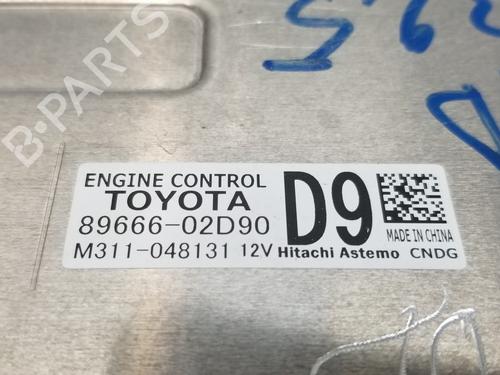 ENGINE CONTROL
TOYOTA
89666-02D90
M311-048131 12V
D9
MADE IN CHINA
Hitachi Astemo CNDG
B-PARTS